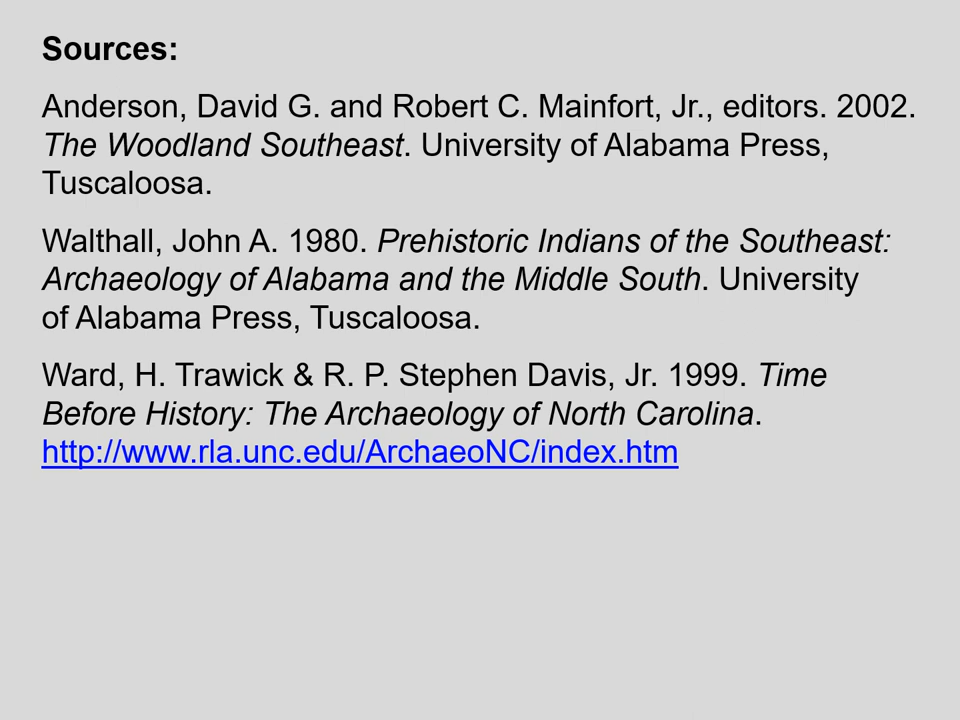 Sources:
Anderson, David G. and Robert C. Mainfort, Jr., editors. 2002.
The Woodland Southeast. University of Alabama Press,
Tuscaloosa.
Walthall, John A. 1980. Prehistoric Indians of the Southeast:
Archaeology of Alabama and the Middle South. University
of Alabama Press, Tuscaloosa.
Ward, H. Trawick & R. P. Stephen Davis, Jr. 1999. Time
Before History: The Archaeology of North Carolina.
http://www.rla.unc.edu/ArchaeoNC/index.htm